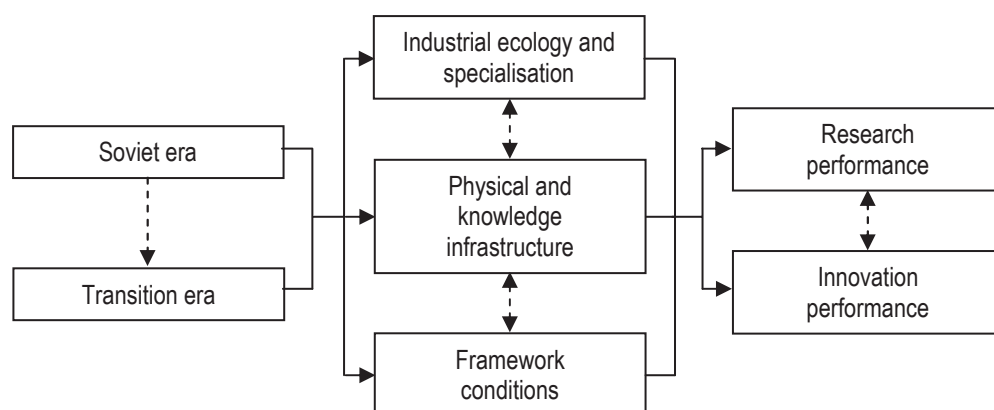 Soviet era
Transition era
Industrial ecology and
specialisation
Physical and
knowledge
infrastructure
Framework
conditions
Research
performance
Innovation
performance